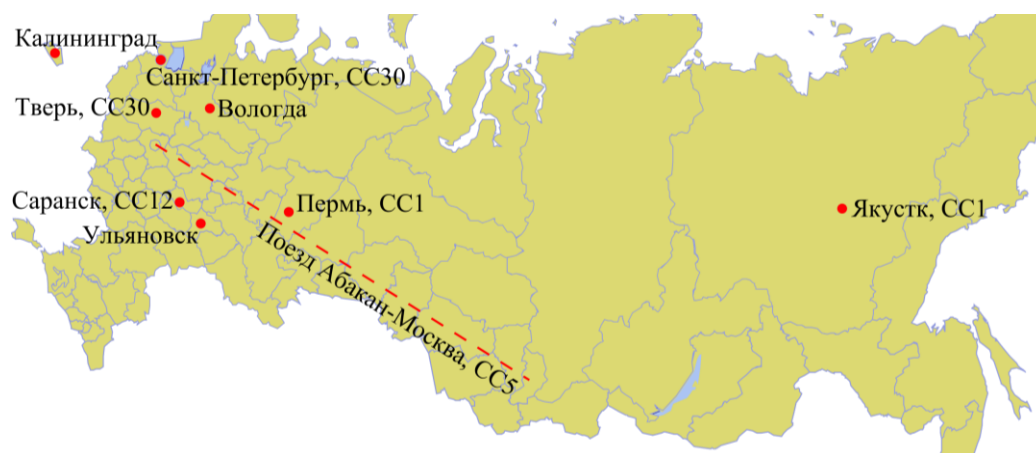 Калининград
Санкт-Петербург, СС30
Тверь, СС30
Вологда
Саранск, СС12
Пермь, СС1
Якустк, СС1
Ульяновск
Поезд Абакан-Москва, СС5